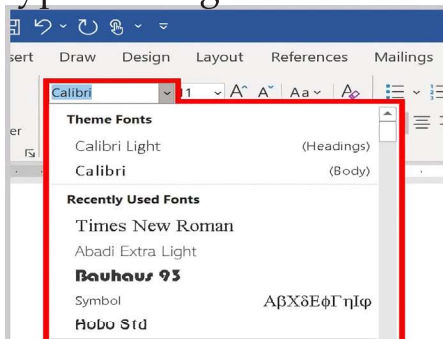 sert Draw Design Layout References Mailings
Calibri 11 A A Aa A
er
Theme Fonts
Calibri Light (Headings)
Calibri (Body)
Recently Used Fonts
Times New Roman
Abadi Extra Light
Bauhaus 93
Symbol ΑβΧδΕϕΓηΙφ
Hobo Std